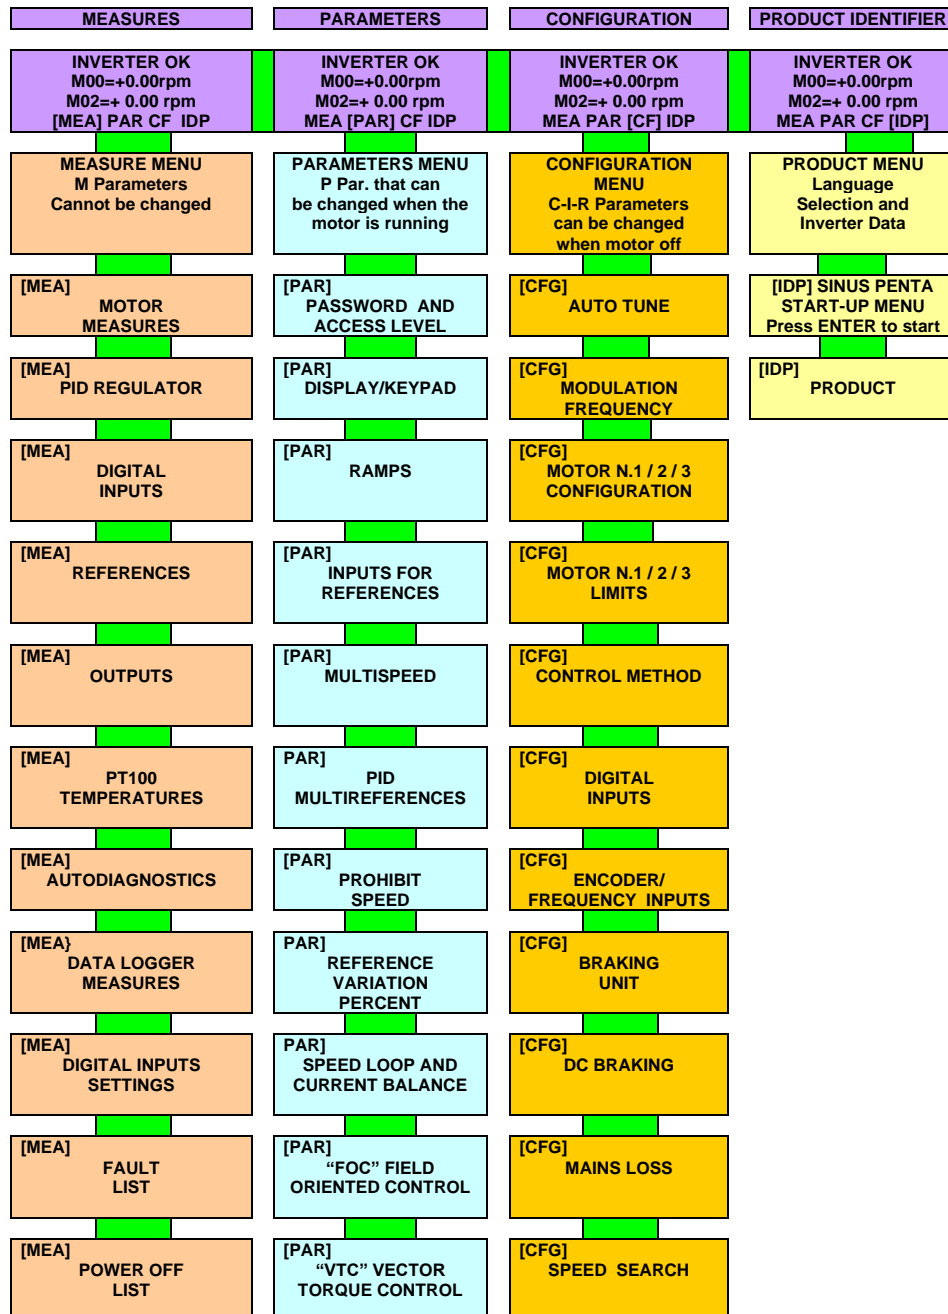 MEASURES
INVERTER OK
M00=+0.00rpm
M02=+ 0.00 rpm
[MEA] PAR CF IDP
MEASURE MENU
M Parameters
Cannot be changed
[MEA]
MOTOR
MEASURES
[MEA]
PID REGULATOR
[MEA]
DIGITAL
INPUTS
[MEA]
REFERENCES
[MEA]
OUTPUTS
[MEA]
PT100
TEMPERATURES
[MEA]
AUTODIAGNOSTICS
[MEA}
DATA LOGGER
MEASURES
[MEA]
DIGITAL INPUTS
SETTINGS
[MEA]
FAULT
LIST
[MEA]
POWER OFF
LIST
PARAMETERS
INVERTER OK
M00=+0.00rpm
M02=+ 0.00 rpm
MEA [PAR] CF IDP
PARAMETERS MENU
P Par. that can
be changed when the
motor is running
[PAR]
PASSWORD AND
ACCESS LEVEL
[PAR]
DISPLAY/KEYPAD
[PAR]
RAMPS
[PAR]
INPUTS FOR
REFERENCES
[PAR]
MULTISPEED
PAR]
PID
MULTIREFERENCES
[PAR]
PROHIBIT
SPEED
PAR]
REFERENCE
VARIATION
PERCENT
PAR]
SPEED LOOP AND
CURRENT BALANCE
[PAR]
“FOC” FIELD
ORIENTED CONTROL
[PAR]
“VTC” VECTOR
TORQUE CONTROL
CONFIGURATION
INVERTER OK
M00=+0.00rpm
M02=+ 0.00 rpm
MEA PAR [CF] IDP
CONFIGURATION
MENU
C-I-R Parameters
can be changed
when motor off
[CFG]
AUTO TUNE
[CFG]
MODULATION
FREQUENCY
[CFG]
MOTOR N.1 / 2 / 3
CONFIGURATION
[CFG]
MOTOR N.1 / 2 / 3
LIMITS
[CFG]
CONTROL METHOD
[CFG]
DIGITAL
INPUTS
[CFG]
ENCODER/
FREQUENCY INPUTS
[CFG]
BRAKING
UNIT
[CFG]
DC BRAKING
[CFG]
MAINS LOSS
[CFG]
SPEED SEARCH
PRODUCT IDENTIFIER
INVERTER OK
M00=+0.00rpm
M02=+ 0.00 rpm
MEA PAR CF [IDP]
PRODUCT MENU
Language
Selection and
Inverter Data
[IDP] SINUS PENTA
START-UP MENU
Press ENTER to start
[IDP]
PRODUCT